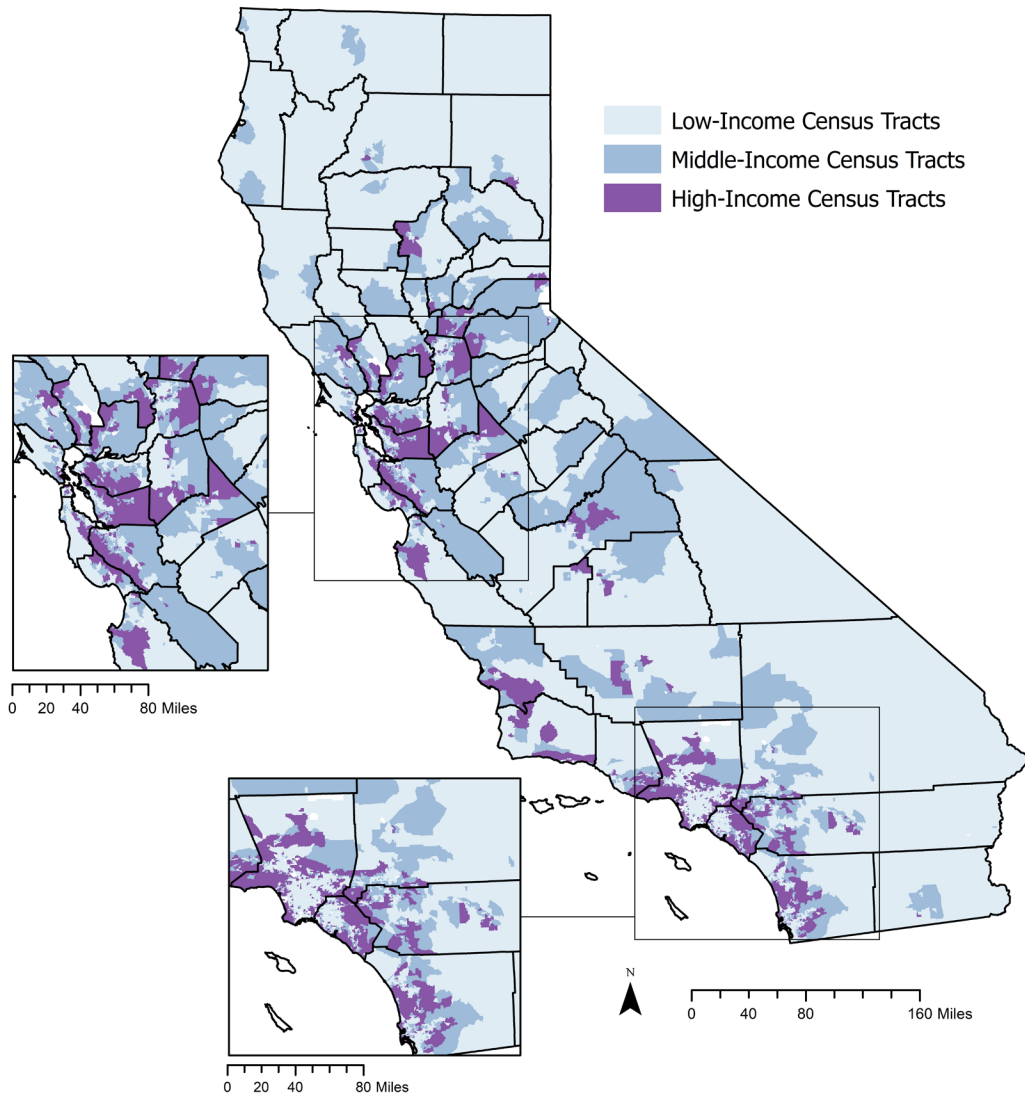 Low-Income Census Tracts
Middle-Income Census Tracts
High-Income Census Tracts
0 20 40 80 Miles
N
0 40 80 160 Miles
0 20 40 80 Miles